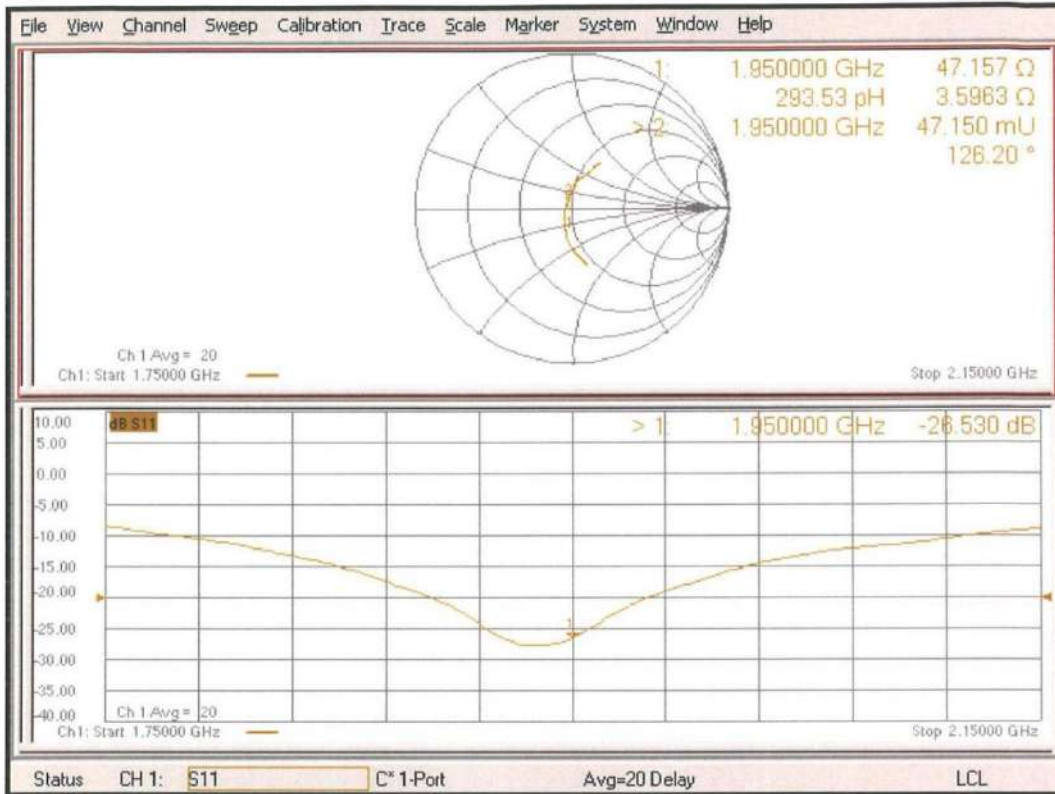 File View Channel Sweep Calibration Trace Scale Marker System Window Help
1: 1.950000 GHz 47.157 Ω
293.53 pH 3.5963 Ω
> 2: 1.950000 GHz 47.150 mU
126.20 °
Ch 1 Avg = 20
Ch1: Start 1.75000 GHz
Stop 2.15000 GHz
dB S11
> 1: 1.950000 GHz -26.530 dB
10.00
5.00
0.00
-5.00
-10.00
-15.00
-20.00
-25.00
-30.00
-35.00
-40.00
1
Ch 1 Avg = 20
Ch1: Start 1.75000 GHz
Stop 2.15000 GHz
Status CH 1: S11 C* 1-Port Avg=20 Delay LCL